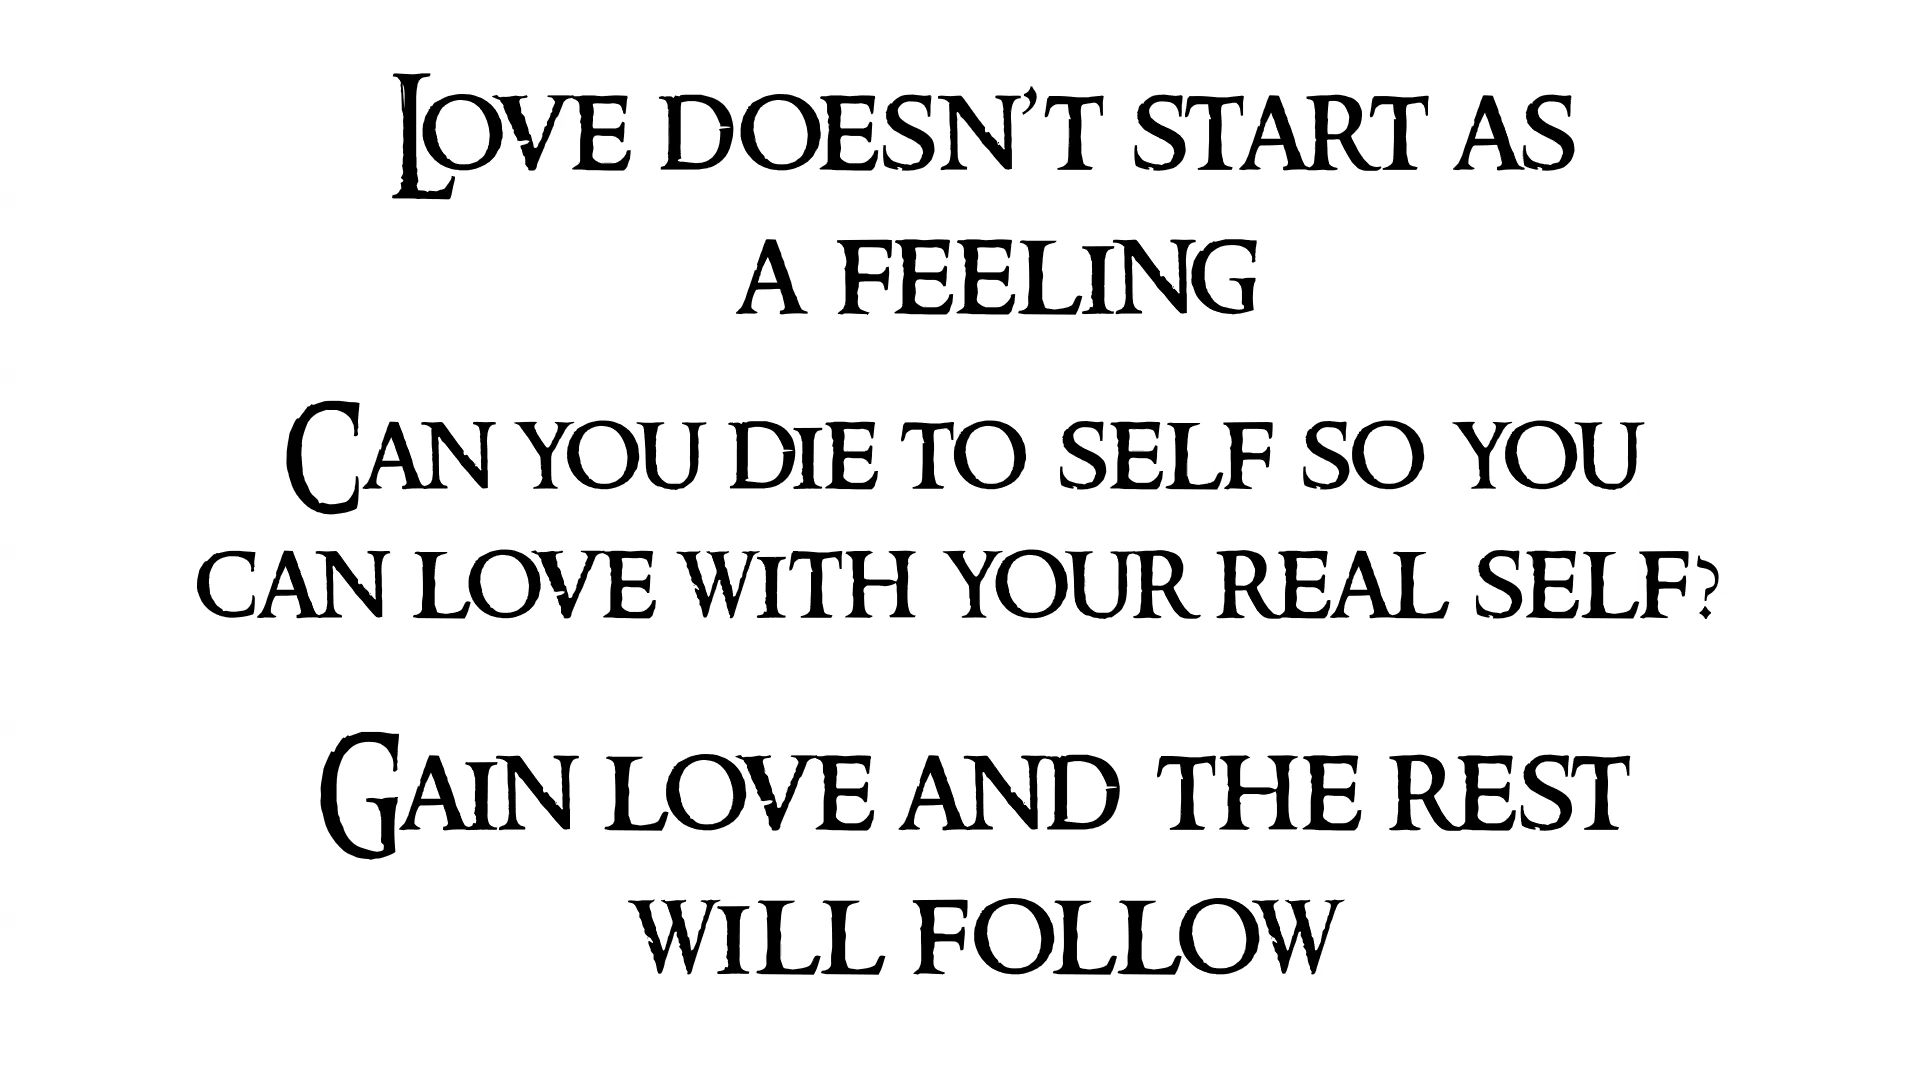 Love doesn't start as
a feeling
Can you die to self so you
can love with your real self?
Gain love and the rest
will follow